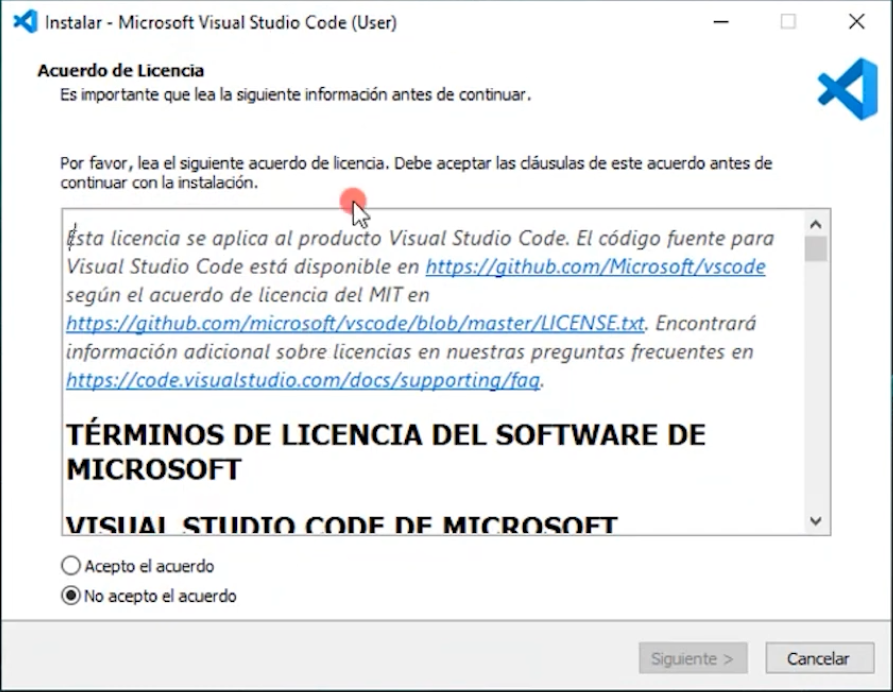 Instalar - Microsoft Visual Studio Code (User)
Acuerdo de Licencia
Es importante que lea la siguiente información antes de continuar.
Por favor, lea el siguiente acuerdo de licencia. Debe aceptar las cláusulas de este acuerdo antes de
continuar con la instalación.
Esta licencia se aplica al producto Visual Studio Code. El código fuente para
Visual Studio Code está disponible en https://github.com/Microsoft/vscode
según el acuerdo de licencia del MIT en
https://github.com/microsoft/vscode/blob/master/LICENSE.txt. Encontrará
información adicional sobre licencias en nuestras preguntas frecuentes en
https://code.visualstudio.com/docs/supporting/faq.
TÉRMINOS DE LICENCIA DEL SOFTWARE DE
MICROSOFT
VISUAL STUDIO CODE DE MICROSOFT
Acepto el acuerdo
No acepto el acuerdo
Siguiente >
Cancelar